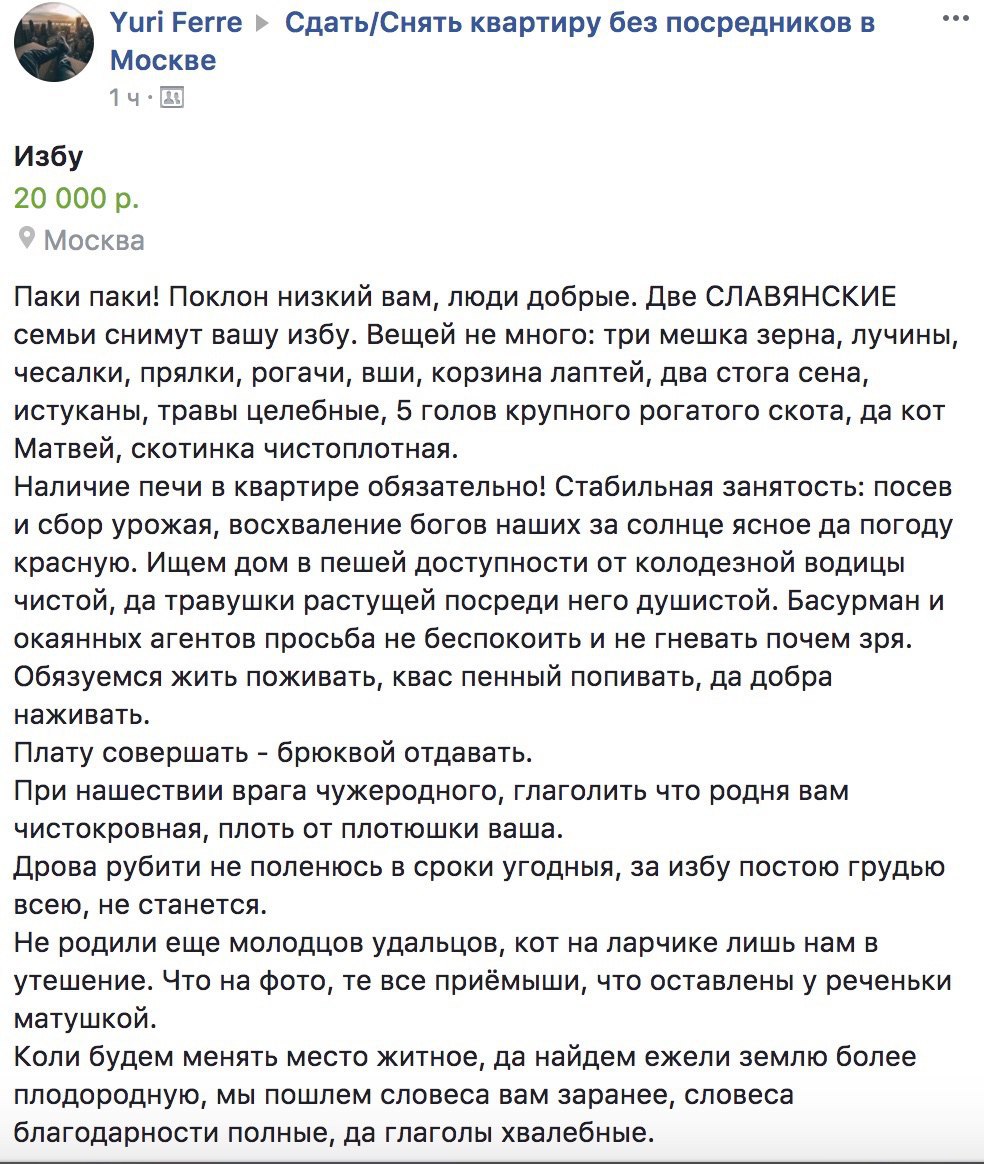 Yuri Ferre ▶ Сдать/Снять квартиру без посредников в
Москве
1 ч ·
Избу
20 000 р.
Москва
Паки паки! Поклон низкий вам, люди добрые. Две СЛАВЯНСКИЕ
семьи снимут вашу избу. Вещей не много: три мешка зерна, лучины,
чесалки, прялки, рогачи, вши, корзина лаптей, два стога сена,
истуканы, травы целебные, 5 голов крупного рогатого скота, да кот
Матвей, скотинка чистоплотная.
Наличие печи в квартире обязательно! Стабильная занятость: посев
и сбор урожая, восхваление богов наших за солнце ясное да погоду
красную. Ищем дом в пешей доступности от колодезной водицы
чистой, да травушки растущей посреди него душистой. Басурман и
окаянных агентов просьба не беспокоить и не гневать почем зря.
Обязуемся жить поживать, квас пенный попивать, да добра
наживать.
Плату совершать - брюквой отдавать.
При нашествии врага чужеродного, глаголить что родня вам
чистокровная, плоть от плотюшки ваша.
Дрова рубити не поленюсь в сроки угодныя, за избу постою грудью
всею, не станется.
Не родили еще молодцов удальцов, кот на ларчике лишь нам в
утешение. Что на фото, те все приёмыши, что оставлены у реченьки
матушкой.
Коли будем менять место житное, да найдем ежели землю более
плодородную, мы пошлем словеса вам заранее, словеса
благодарности полные, да глаголы хвалебные.